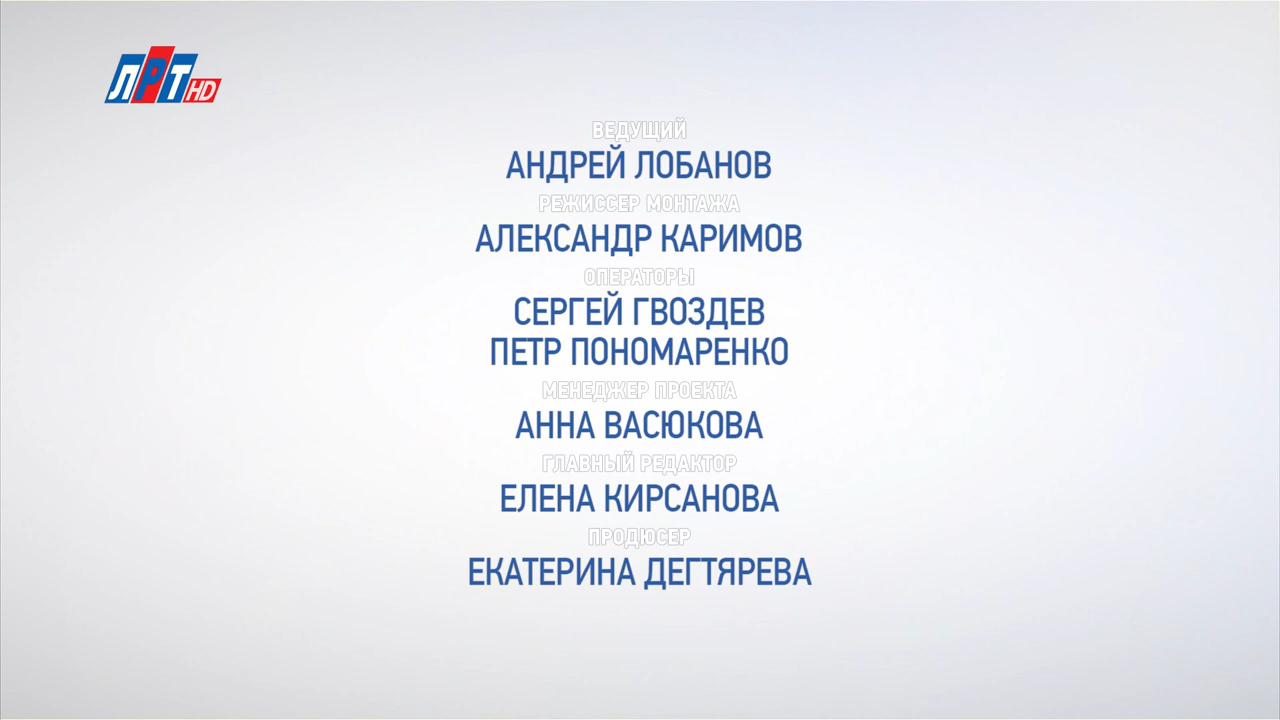 ЛРТ HD
ВЕДУЩИЙ
АНДРЕЙ ЛОБАНОВ
РЕЖИССЕР МОНТАЖА
АЛЕКСАНДР КАРИМОВ
ОПЕРАТОРЫ
СЕРГЕЙ ГВОЗДЕВ
ПЕТР ПОНОМАРЕНКО
МЕНЕДЖЕР ПРОЕКТА
АННА ВАСЮКОВА
ГЛАВНЫЙ РЕДАКТОР
ЕЛЕНА КИРСАНОВА
ПРОДЮСЕР
ЕКАТЕРИНА ДЕГТЯРЕВА